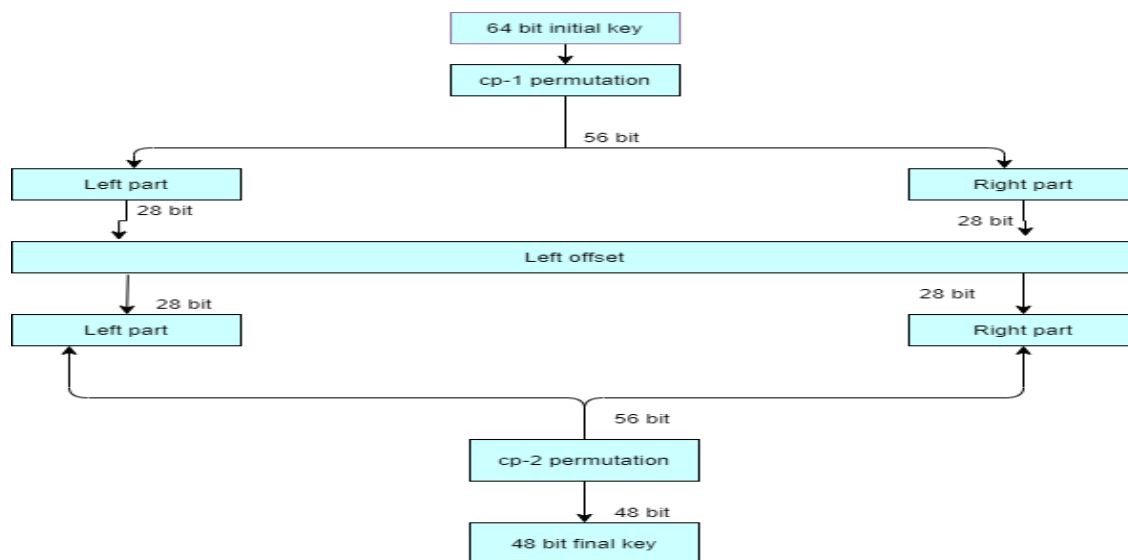 64 bit initial key
cp-1 permutation
56 bit
Left part
Right part
28 bit
28 bit
Left offset
28 bit
28 bit
Left part
Right part
56 bit
cp-2 permutation
48 bit
48 bit final key